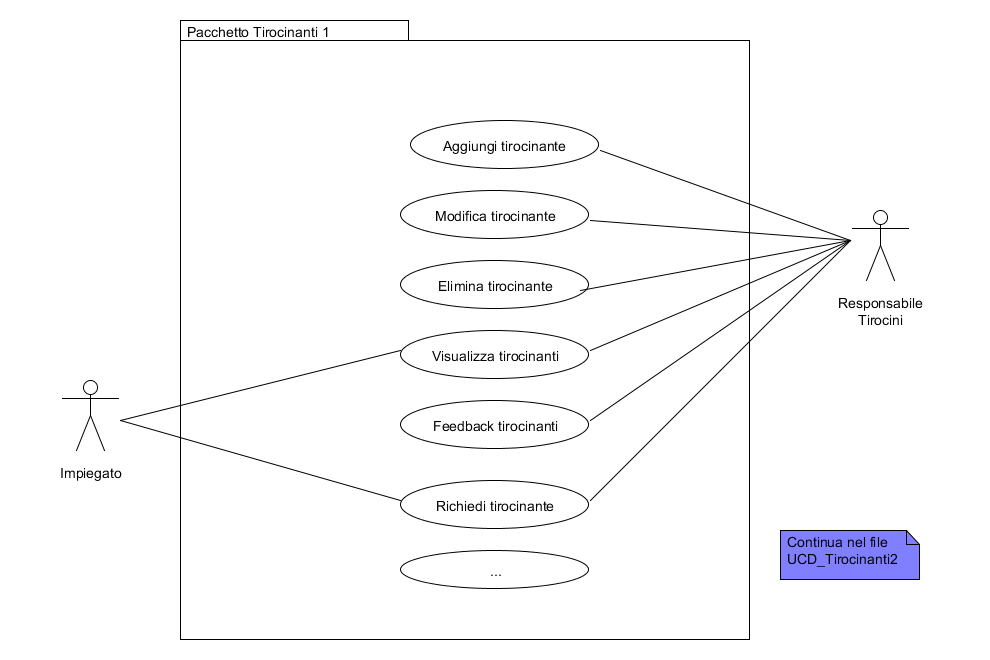 Pacchetto Tirocinanti 1
Aggiungi tirocinante
Modifica tirocinante
Elimina tirocinante
Visualizza tirocinanti
Feedback tirocinanti
Richiedi tirocinante
...
Impiegato
Responsabile
Tirocini
Continua nel file
UCD_Tirocinanti2